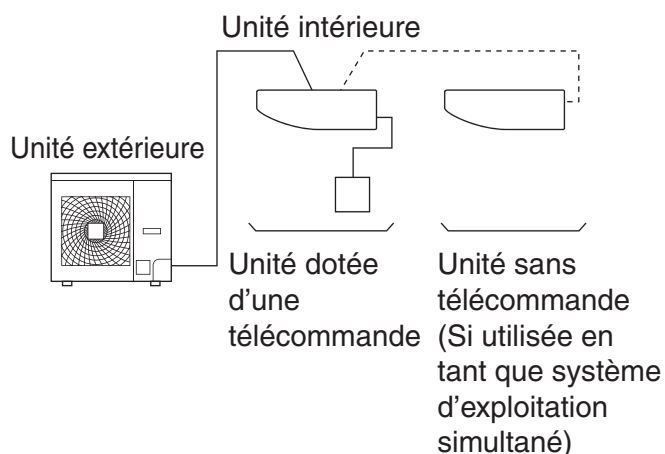 Unité intérieure
Unité extérieure
Unité dotée
d'une
télécommande
Unité sans
télécommande
(Si utilisée en
tant que système
d'exploitation
simultané)